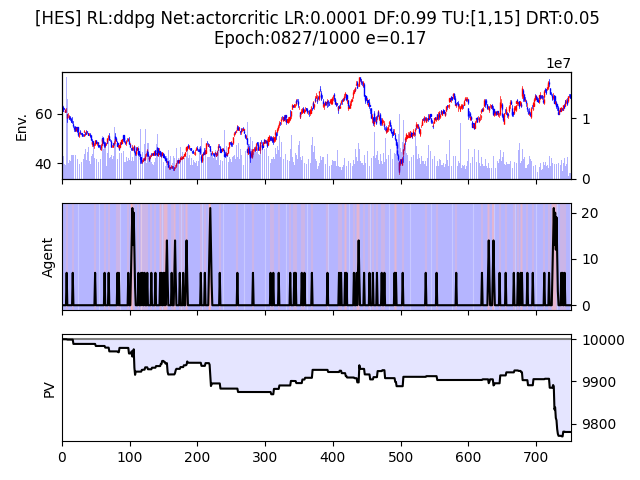 [HES] RL:ddpg Net:actorcritic LR:0.0001 DF:0.99 TU:[1,15] DRT:0.05
Epoch:0827/1000 e=0.17
1e7
Env.
60
40
1
0
Agent
20
10
0
PV
10000
9900
9800
0 100 200 300 400 500 600 700